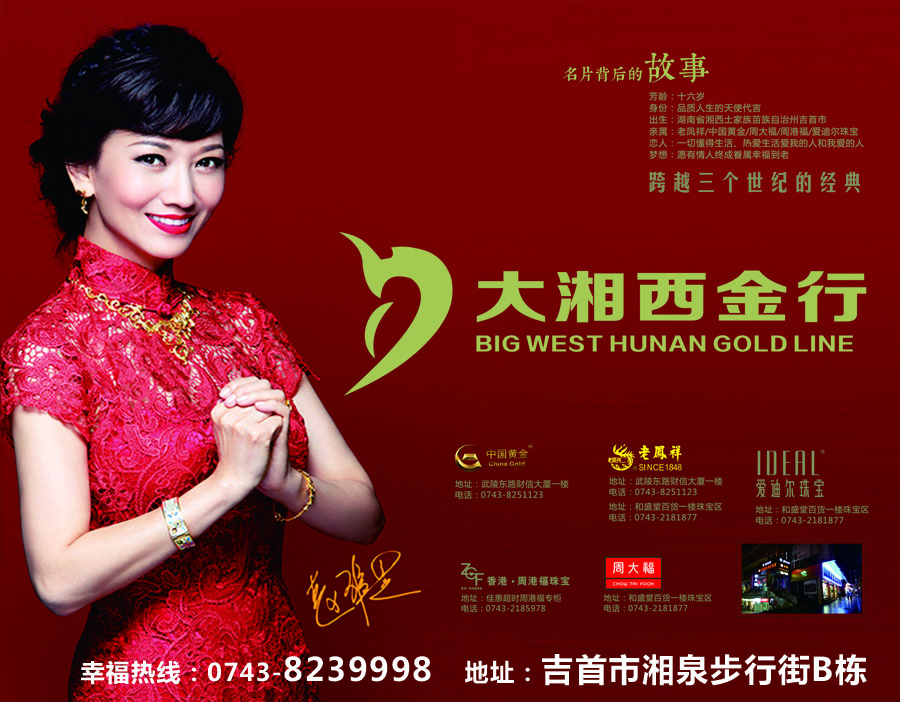 名片背后的故事
芳龄：十六岁
身份：品质人生的天使代言
出生：湖南省湘西土家族苗族自治州吉首市
亲属：老凤祥/中国黄金/周大福/周港福/爱迪尔珠宝
恋人：一切懂得生活、热爱生活爱我的人和我爱的人
梦想：愿有情人终成眷属幸福到老
跨越三个世纪的经典
大湘西金行
BIG WEST HUNAN GOLD LINE
中国黄金®
China Gold
地址：武陵东路财信大厦一楼
电话：0743-8251123
老鳳祥
SINCE1848
地址：武陵东路财信大厦一楼
电话：0743-8251123
地址：和盛堂百货一楼珠宝区
电话：0743-2181877
IDEAL®
爱迪尔珠宝
地址：和盛堂百货一楼珠宝区
电话：0743-2181877
ZGF香港·周港福珠宝
地址：佳惠超时周港福专柜
电话：0743-2185978
周大福
CHOW TAI FOOK
地址：和盛堂百货一楼珠宝区
电话：0743-2181877
赵雅芝
幸福热线：0743-8239998 地址：吉首市湘泉步行街B栋